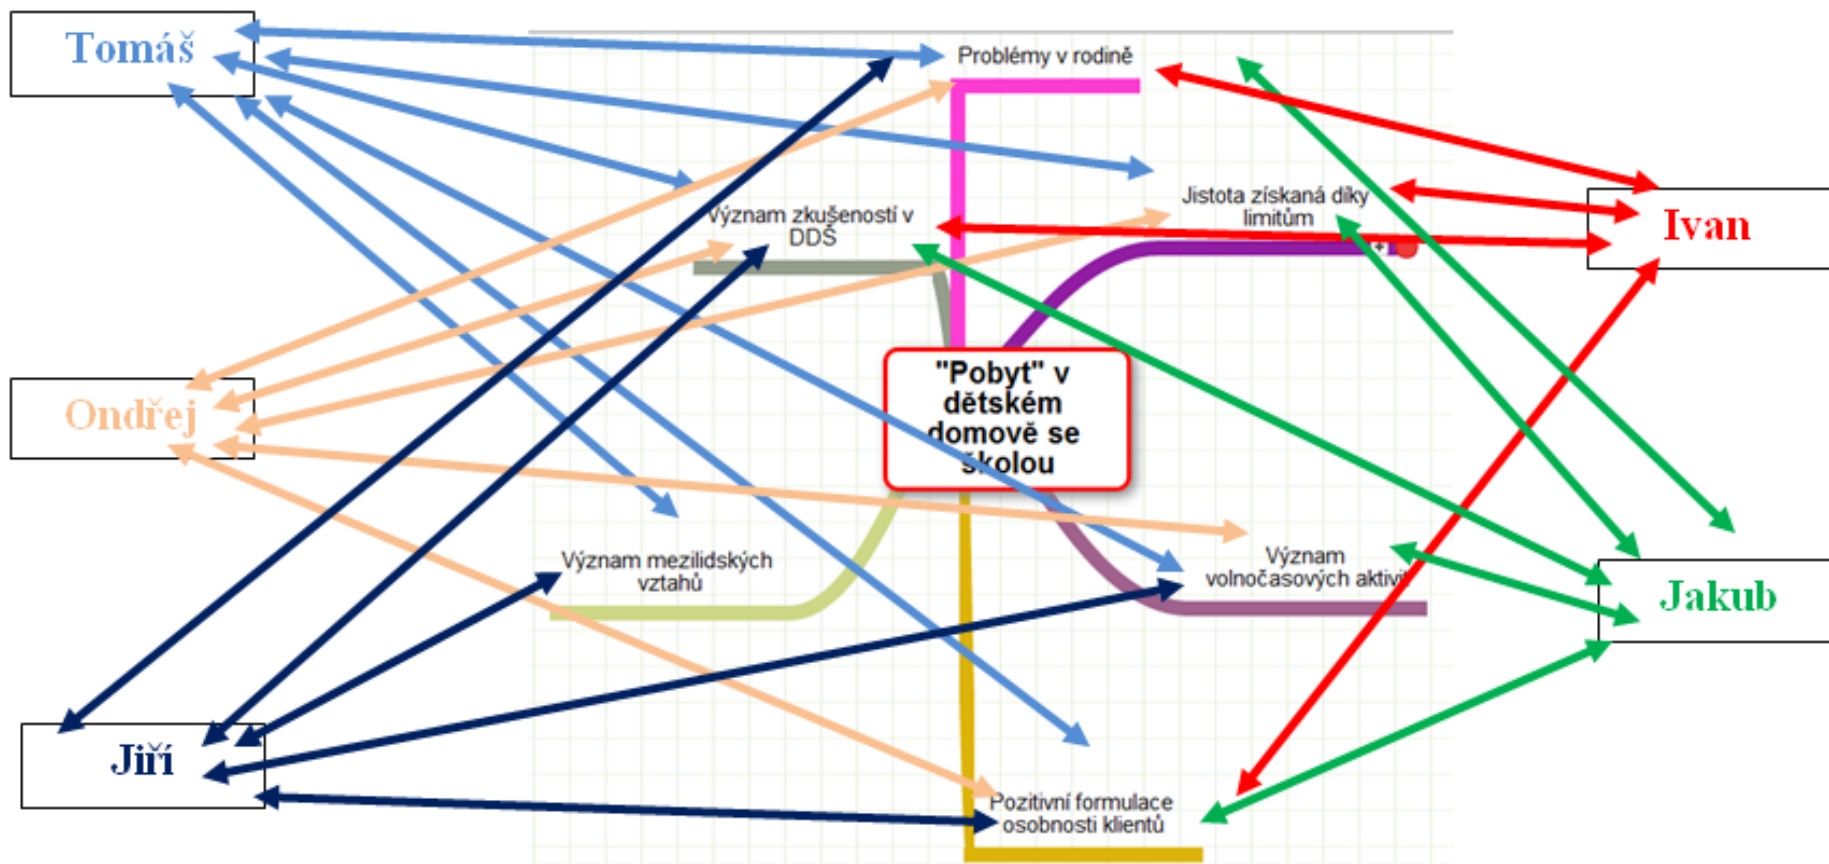 Tomáš
Problémy v rodině
Jistota získaná díky
limitům
Význam zkušeností v
DDŠ
Ivan
"Pobyt" v
dětském
domově se
školou
Ondřej
Význam mezilidských
vztahů
Význam
volnočasových aktivit
Jakub
Jiří
Pozitivní formulace
osobnosti klientů